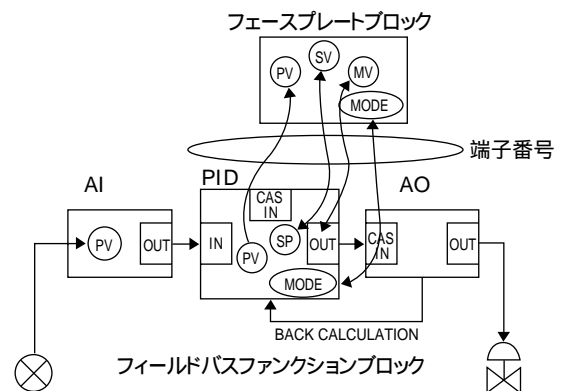 フェースプレートブロック
PV
SV
MV
MODE
端子番号
AI
PID
AO
PV
OUT
IN
CAS
IN
SP
PV
OUT
MODE
CAS
IN
OUT
BACK CALCULATION
フィールドバスファンクションブロック